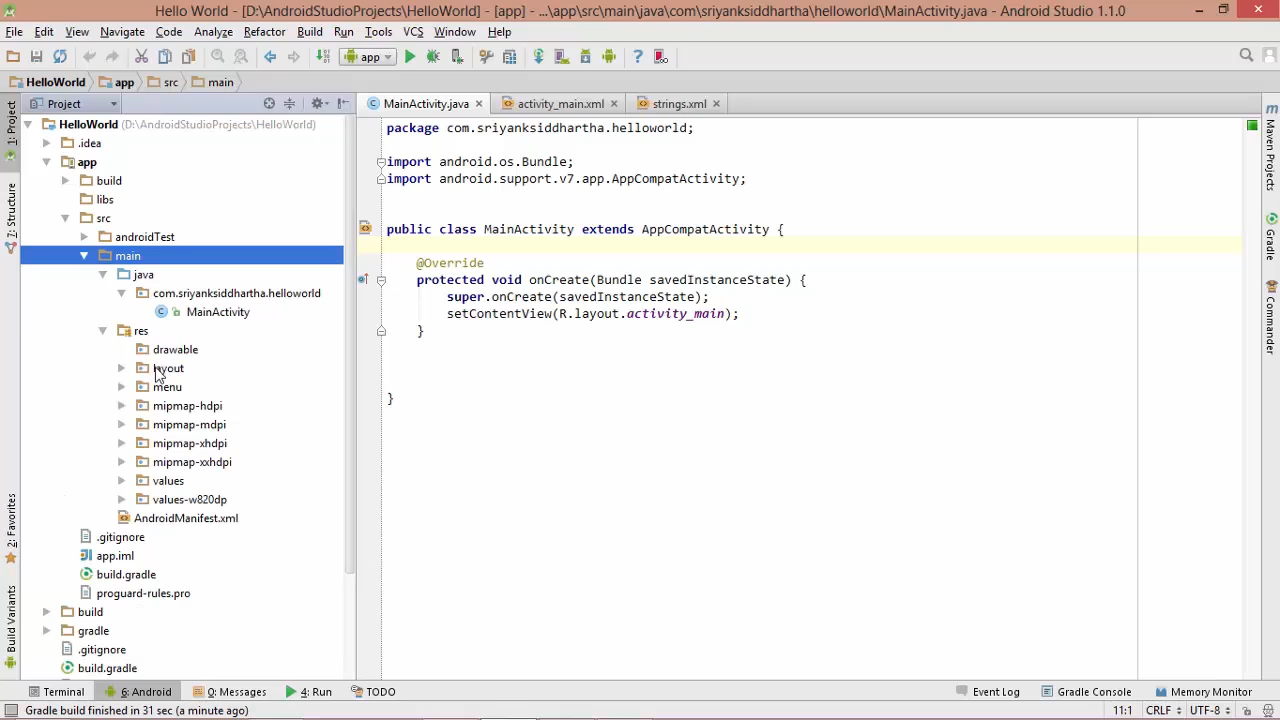 Hello World - [D:\AndroidStudioProjects\HelloWorld] - [app] - ...\app\src\main\java\com\sriyanksiddhartha\helloworld\MainActivity.java - Android Studio 1.1.0
File Edit View Navigate Code Analyze Refactor Build Run Tools VCS Window Help
app
HelloWorld app src main
Project
MainActivity.java activity_main.xml strings.xml
1: Project
Z: Structure
2: Favorites
Build Variants
HelloWorld (D:\AndroidStudioProjects\HelloWorld)
.idea
app
build
libs
src
androidTest
main
java
com.sriyanksiddhartha.helloworld
MainActivity
res
drawable
layout
menu
mipmap-hdpi
mipmap-mdpi
mipmap-xhdpi
mipmap-xxhdpi
values
values-w820dp
AndroidManifest.xml
.gitignore
app.iml
build.gradle
proguard-rules.pro
build
gradle
.gitignore
build.gradle
package com.sriyanksiddhartha.helloworld;
import android.os.Bundle;
import android.support.v7.app.AppCompatActivity;
public class MainActivity extends AppCompatActivity {
@Override
protected void onCreate(Bundle savedInstanceState) {
super.onCreate(savedInstanceState);
setContentView(R.layout.activity_main);
}
}
Maven Projects
Gradle
Commander
Terminal 6: Android 0: Messages 4: Run TODO Event Log Gradle Console Memory Monitor
Gradle build finished in 31 sec (a minute ago) 11:1 CRLF UTF-8